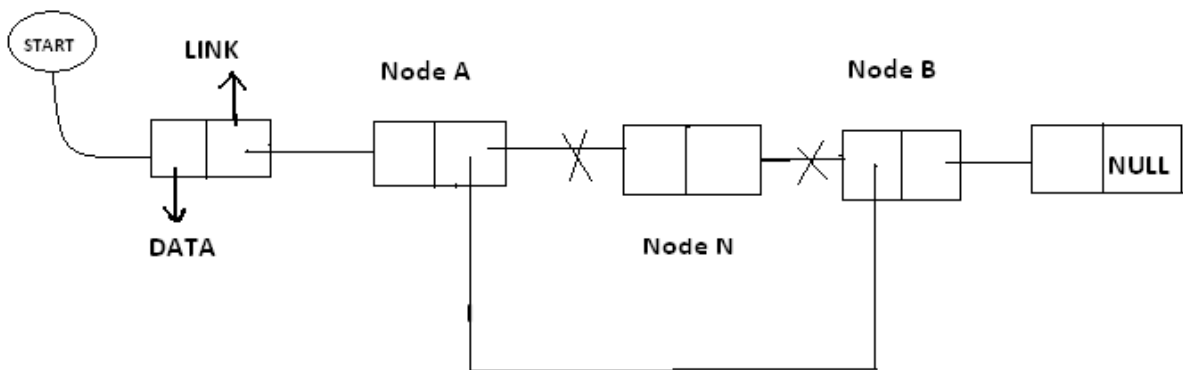 START
LINK
Node A
Node B
NULL
DATA
Node N